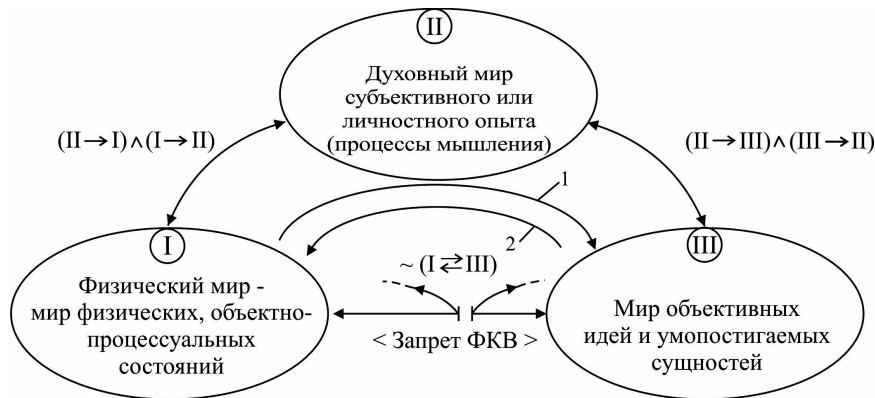 II
Духовный мир
субъективного или
личностного опыта
(процессы мышления)
(II→I)∧(I→II)
(II→III)∧(III→II)
1
2
I
Физический мир -
мир физических, объектно-
процессуальных
состояний
~ (I⇄III)
< Запрет ФКВ >
III
Мир объективных
идей и умопостигаемых
сущностей